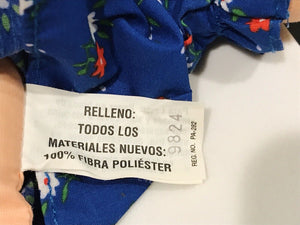 RELLENO:
TODOS LOS
MATERIALES NUEVOS:
100% FIBRA POLIÉSTER
9824
REG. NO. PA-282